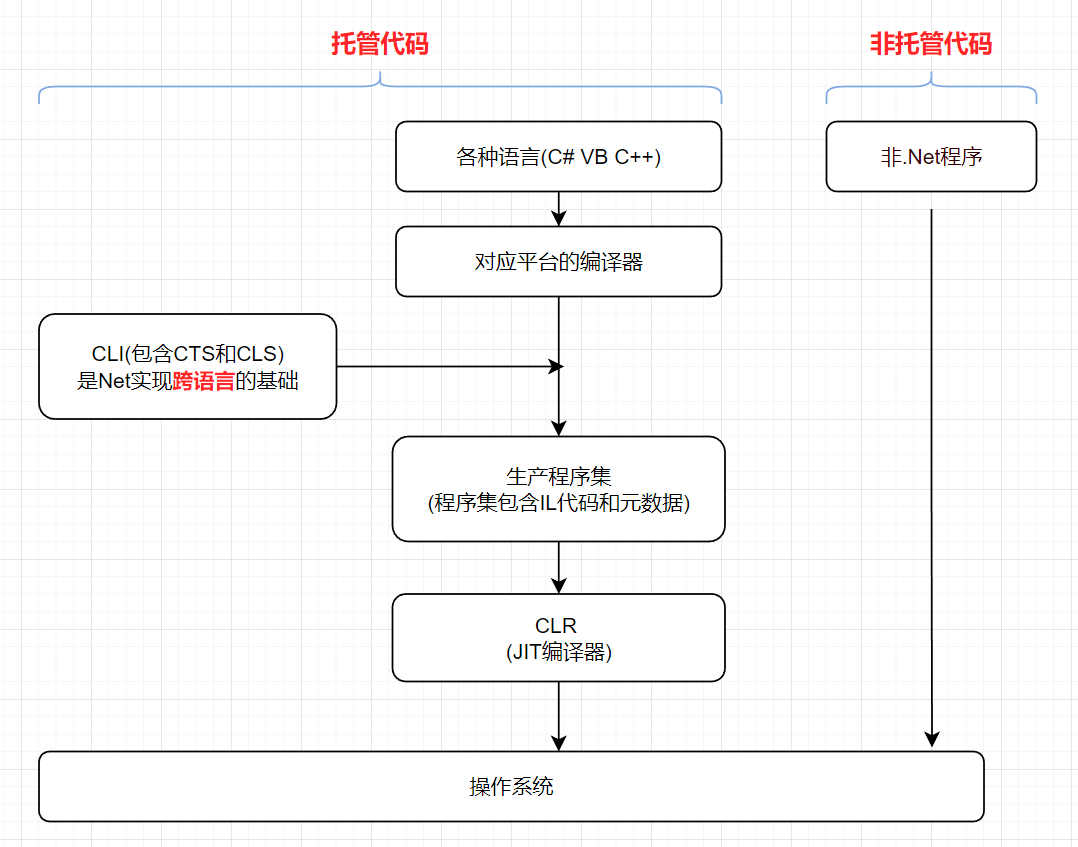 托管代码
非托管代码
各种语言(C# VB C++)
非.Net程序
对应平台的编译器
CLI(包含CTS和CLS)
是Net实现跨语言的基础
生产程序集
(程序集包含IL代码和元数据)
CLR
(JIT编译器)
操作系统